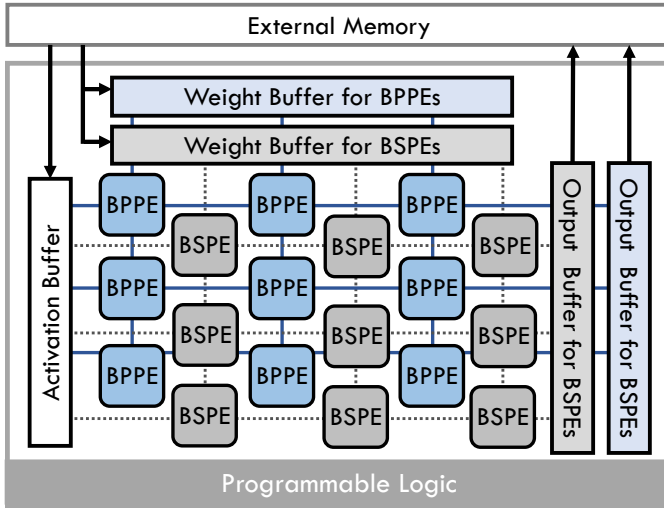 External Memory
Weight Buffer for BPPEs
Weight Buffer for BSPEs
Activation Buffer
BPPE BPPE BPPE
BSPE BSPE BSPE
BPPE BPPE BPPE
BSPE BSPE BSPE
BPPE BPPE BPPE
BSPE BSPE BSPE
Output Buffer for BSPEs
Output Buffer for BSPEs
Programmable Logic